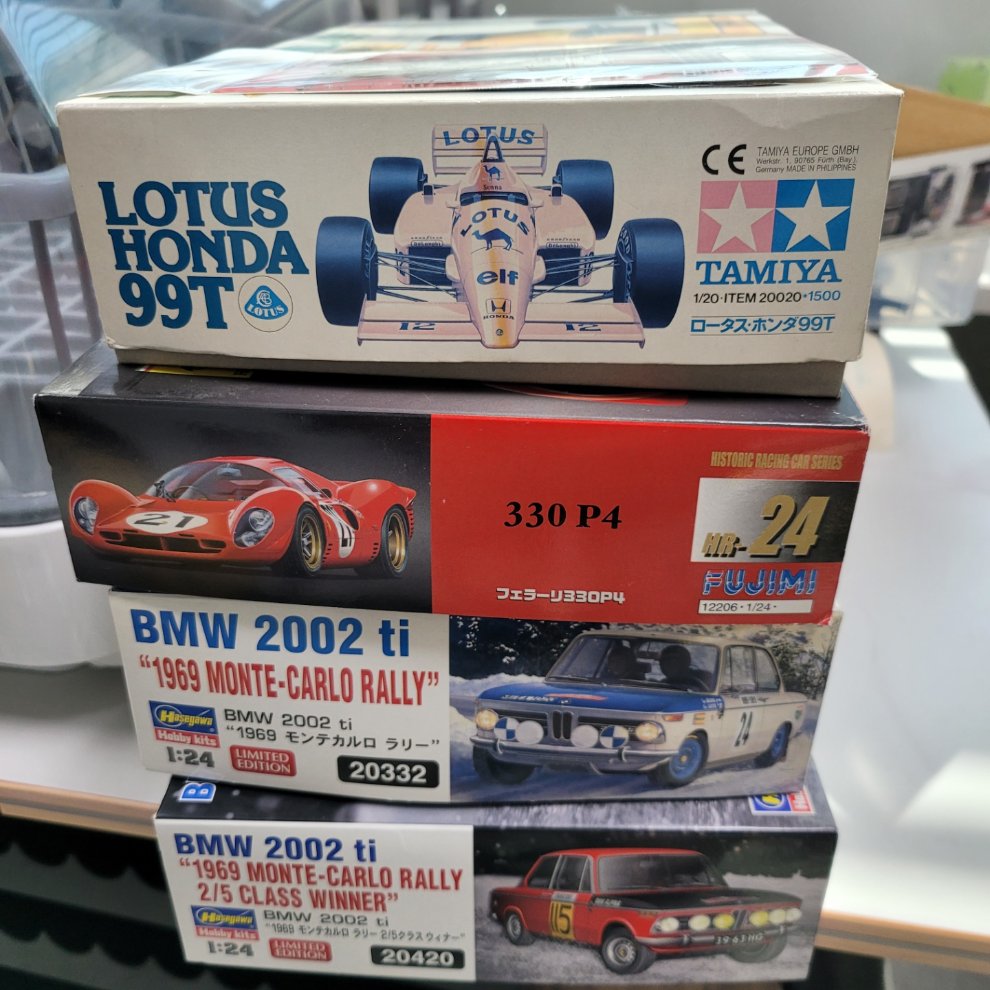 LOTUS
HONDA
99T
LOTUS
LOTUS
Senna
LOTUS
elf
HONDA
12
12
CE
TAMIYA EUROPE GMBH
Werkstr. 1, 90765 Fürth (Bay.),
Germany MADE IN PHILIPPINES
TAMIYA
1/20・ITEM 20020・1500
ロータス・ホンダ99T
21
330 P4
フェラーリ330P4
HISTORIC RACING CAR SERIES
HR-24
FUJIMI
12206・1/24・
BMW 2002 ti
“1969 MONTE-CARLO RALLY”
Hasegawa
Hobby kits
1:24
BMW 2002 ti
“1969 モンテカルロ ラリー”
LIMITED
EDITION
20332
24
B
BMW 2002 ti
“1969 MONTE-CARLO RALLY
2/5 CLASS WINNER”
Hasegawa
Hobby kits
1:24
BMW 2002 ti
“1969 モンテカルロ ラリー 2/5クラス ウィナー”
LIMITED
EDITION
20420
115
39-63-HG